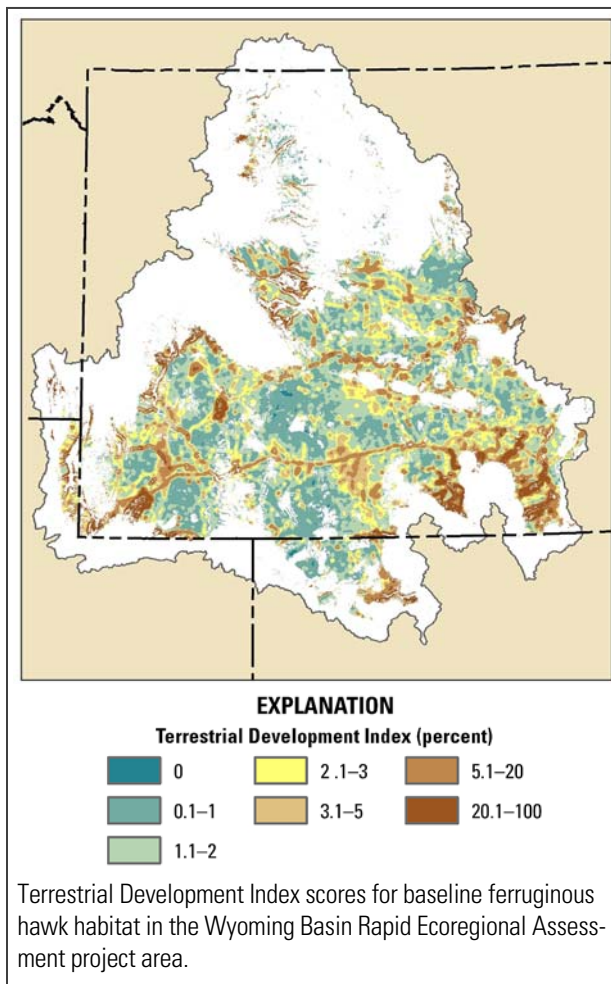 EXPLANATION
Terrestrial Development Index (percent)
0 2 .1–3 5.1–20
0.1–1 3.1–5 20.1–100
1.1–2
Terrestrial Development Index scores for baseline ferruginous
hawk habitat in the Wyoming Basin Rapid Ecoregional Assess-
ment project area.